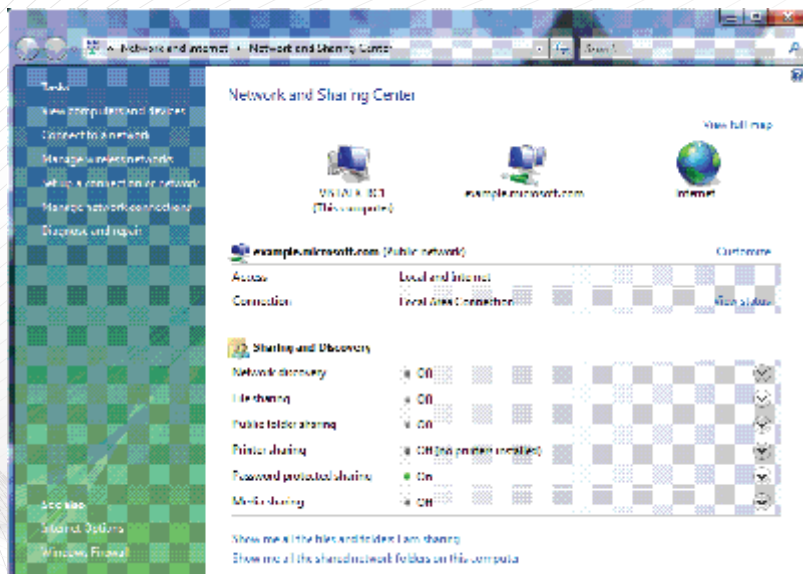 Network and Internet Network and Sharing Center
Tasks
View computers and devices
Connect to a network
Manage wireless networks
Set up a connection or network
Manage network connections
Diagnose and repair
See also
Internet Options
Windows Firewall
Network and Sharing Center
View full map
(This computer)
example.microsoft.com
Internet
example.microsoft.com (Public network) Customize
Access Local and Internet
Connection Local Area Connection View status
Sharing and Discovery
Network discovery Off
File sharing Off
Public folder sharing Off
Printer sharing Off (no printers installed)
Password protected sharing On
Media sharing Off
Show me all the files and folders I am sharing
Show me all the shared network folders on this computer